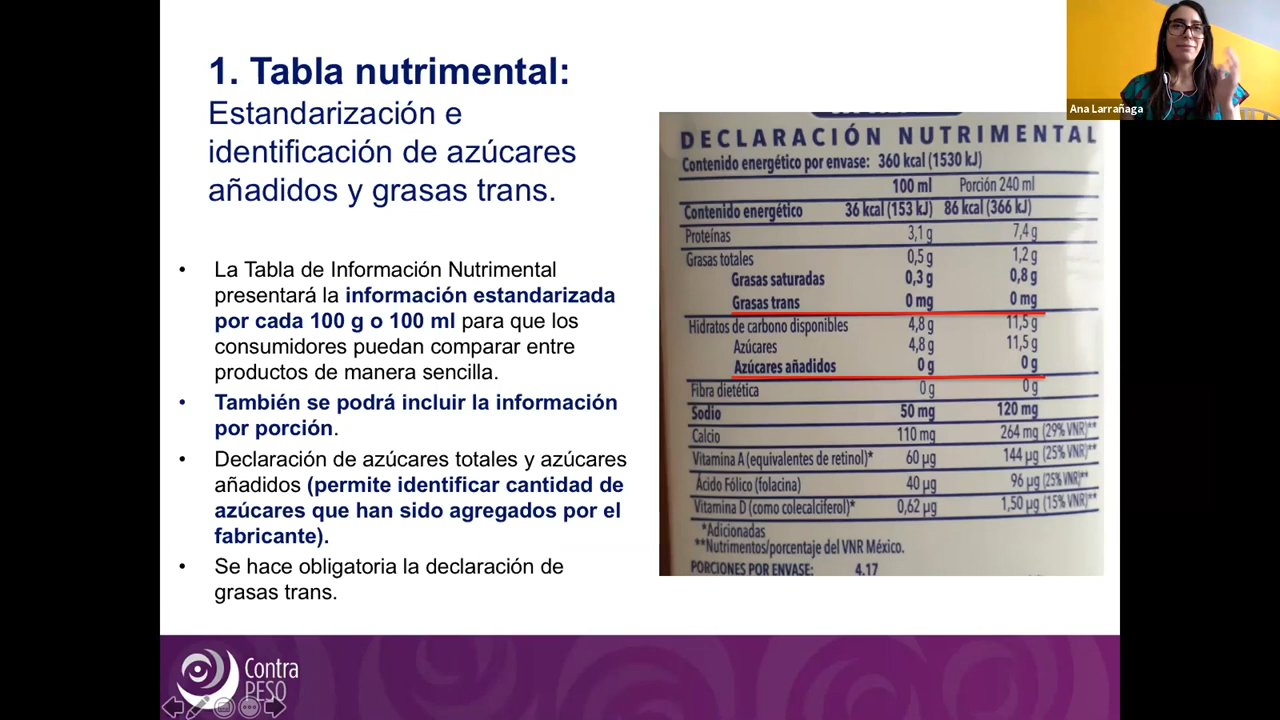 1. Tabla nutrimental:
Estandarización e
identificación de azúcares
añadidos y grasas trans.
• La Tabla de Información Nutrimental
presentará la información estandarizada
por cada 100 g o 100 ml para que los
consumidores puedan comparar entre
productos de manera sencilla.
• También se podrá incluir la información
por porción.
• Declaración de azúcares totales y azúcares
añadidos (permite identificar cantidad de
azúcares que han sido agregados por el
fabricante).
• Se hace obligatoria la declaración de
grasas trans.
DECLARACIÓN NUTRIMENTAL
Contenido energético por envase: 360 kcal (1530 kJ)
100 ml Porción 240 ml
Contenido energético 36 kcal (153 kJ) 86 kcal (366 kJ)
Proteínas 3,1 g 7,4 g
Grasas totales 0,5 g 1,2 g
Grasas saturadas 0,3 g 0,8 g
Grasas trans 0 mg 0 mg
Hidratos de carbono disponibles 4,8 g 11,5 g
Azúcares 4,8 g 11,5 g
Azúcares añadidos 0 g 0 g
Fibra dietética 0 g 0 g
Sodio 50 mg 120 mg
Calcio 110 mg 264 mg (29% VNR)**
Vitamina A (equivalentes de retinol)* 60 µg 144 µg (25% VNR)**
Ácido Fólico (folacina) 40 µg 96 µg (25% VNR)**
Vitamina D (como colecalciferol)* 0,62 µg 1,50 µg (15% VNR)**
*Adicionadas
**Nutrimentos/porcentaje del VNR México.
PORCIONES POR ENVASE: 4.17
Ana Larrañaga
Contra
PESO